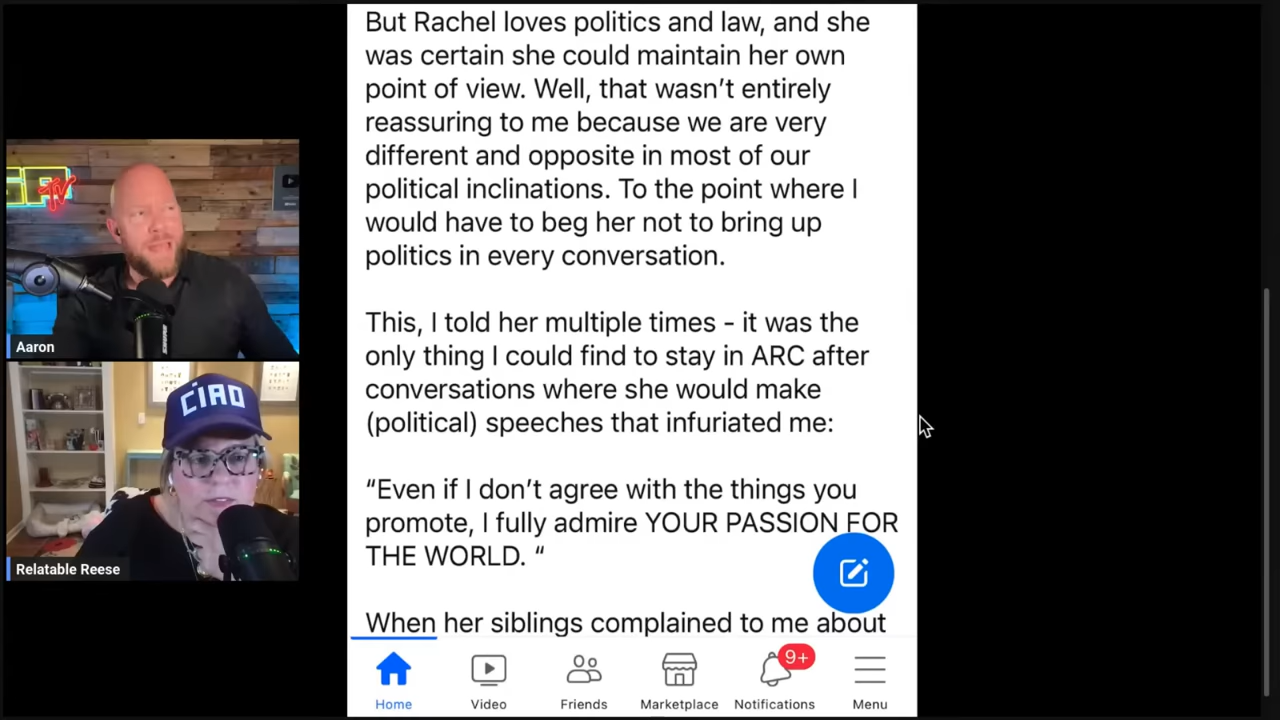 But Rachel loves politics and law, and she
was certain she could maintain her own
point of view. Well, that wasn’t entirely
reassuring to me because we are very
different and opposite in most of our
political inclinations. To the point where I
would have to beg her not to bring up
politics in every conversation.
This, I told her multiple times - it was the
only thing I could find to stay in ARC after
conversations where she would make
(political) speeches that infuriated me:
“Even if I don’t agree with the things you
promote, I fully admire YOUR PASSION FOR
THE WORLD. “
When her siblings complained to me about
Home
Video
Friends
Marketplace
9+
Notifications
Menu
TV
Aaron
CIAO
Relatable Reese